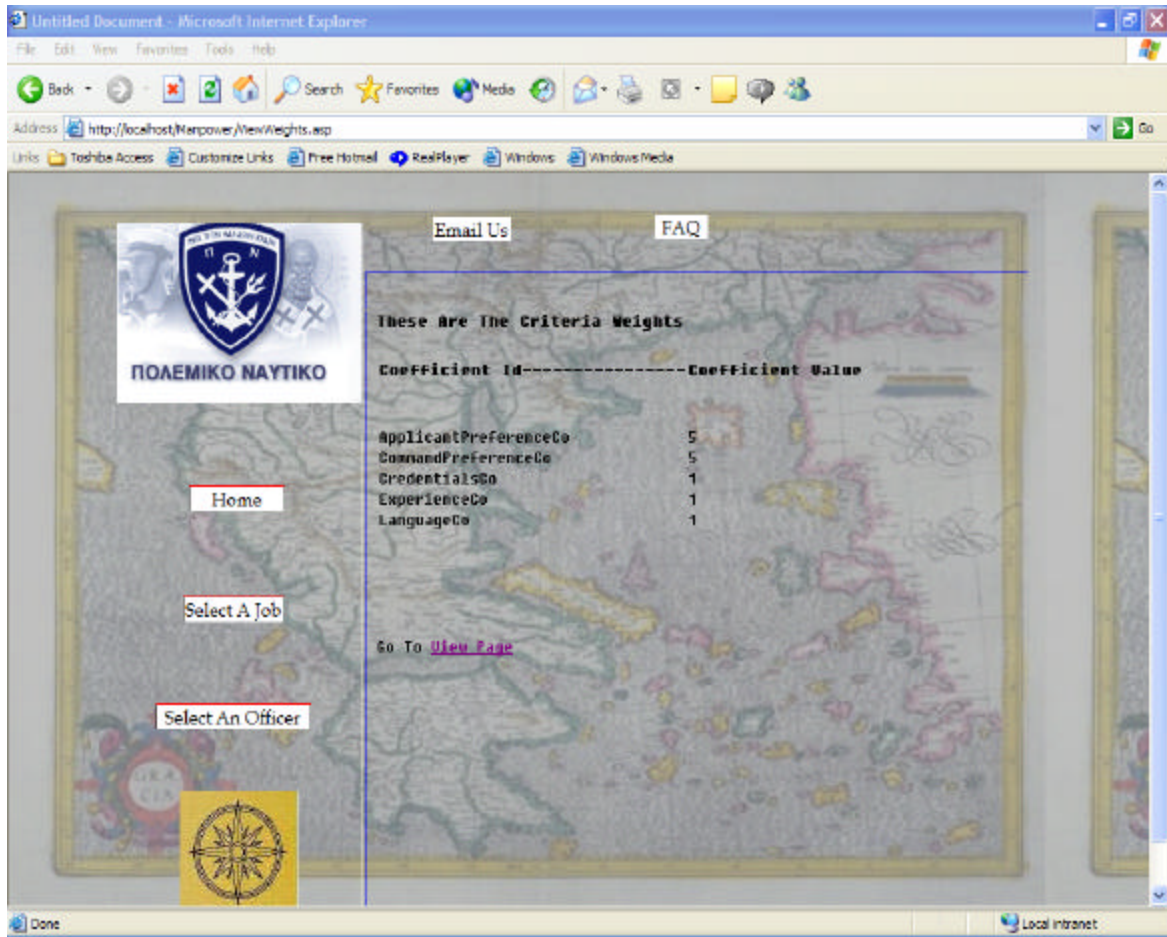 Untitled Document - Microsoft Internet Explorer
File Edit View Favorites Tools Help
Back Search Favorites Media
Address http://localhost/Manpower/ViewWeights.asp Go
Links Toshiba Access Customize Links Free Hotmail RealPlayer Windows Windows Media
Email Us FAQ
Π Ν
ΠΟΛΕΜΙΚΟ ΝΑΥΤΙΚΟ
These Are The Criteria Weights
Coefficient Id----------------Coefficient Value
ApplicantPreferenceCo 5
CommandPreferenceCo 5
CredentialsCo 1
ExperienceCo 1
LanguageCo 1
Home
Select A Job
Go To View Page
Select An Officer
GRÆ
CIA
Done Local intranet